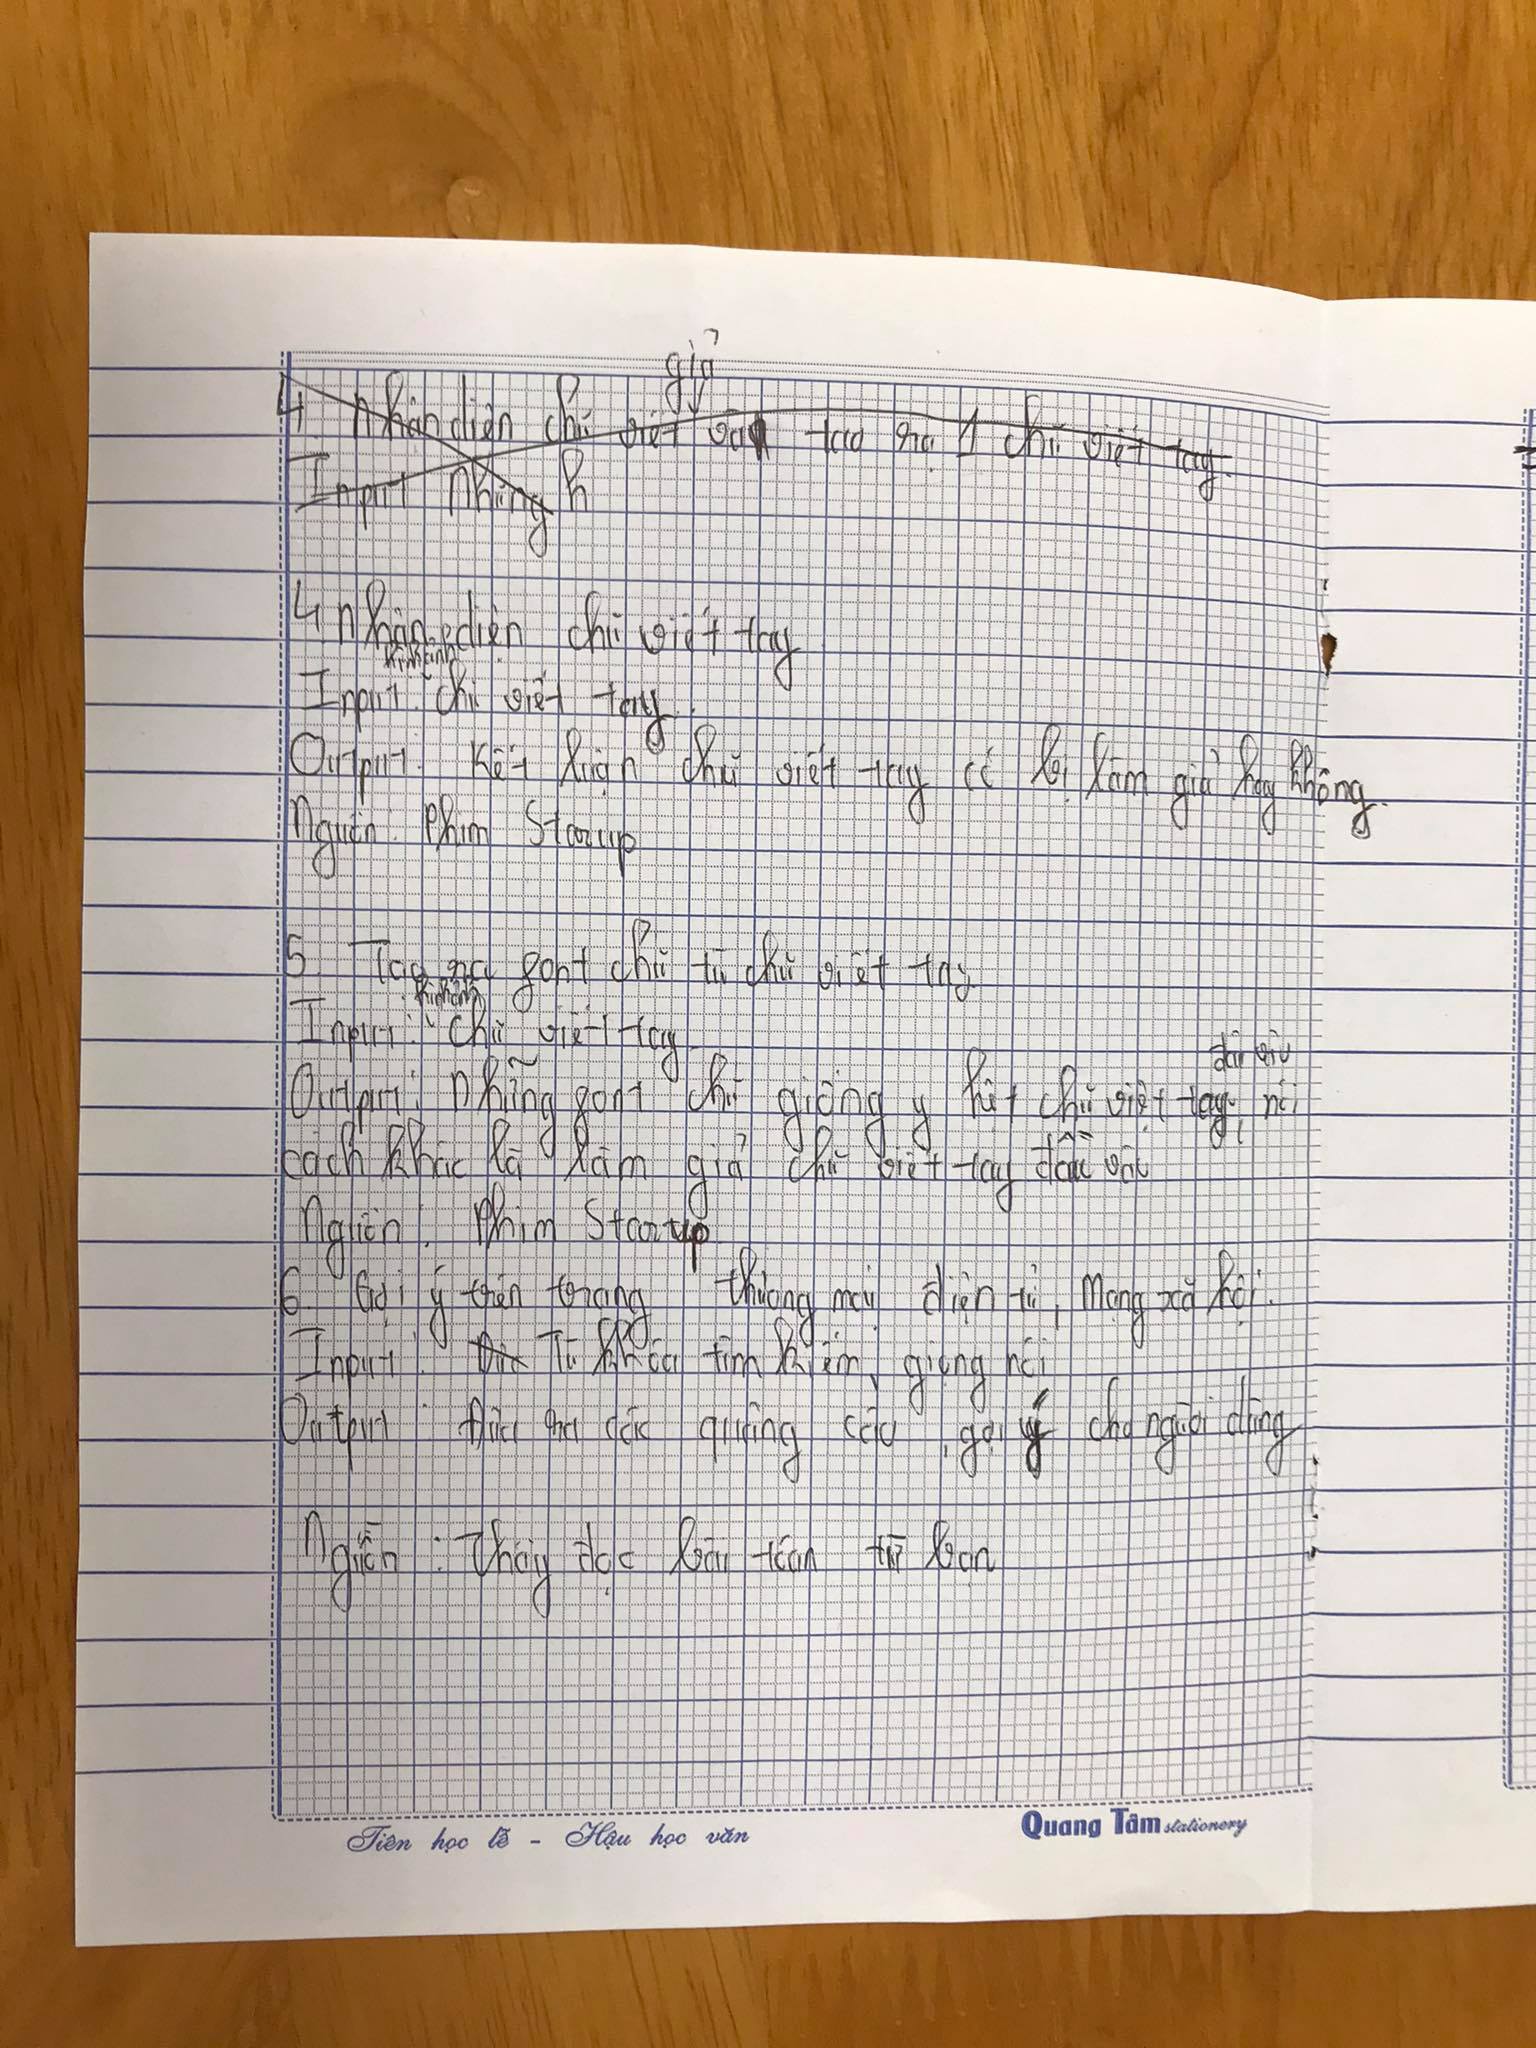 giả
4. Nhận diện chữ viết và tạo ra 1 chữ viết tay.
Input Những h
4 Nhận diện chữ viết tay
hình ảnh
Input: chữ viết tay.
Output: Kết luận chữ viết tay có bị làm giả hay không.
Nguồn: Phim Starup
5. Tạo ra font chữ từ chữ viết tay.
hình ảnh
Input: chữ viết tay
đầu vào
Output: Những font chữ giống y hệt chữ viết tay, nói
cách khác là làm giả chữ viết tay đầu vào
Nguồn: Phim Startup
6. Gợi ý trên trang thương mại điện tử, mạng xã hội.
Input: Từ khóa tìm kiếm, giọng nói
Output: Đưa ra các quảng cáo, gợi ý cho người dùng
Nguồn: Thay đọc bài toán từ bạn
Tiên học lễ - Hậu học văn
Quang Tâm stationery